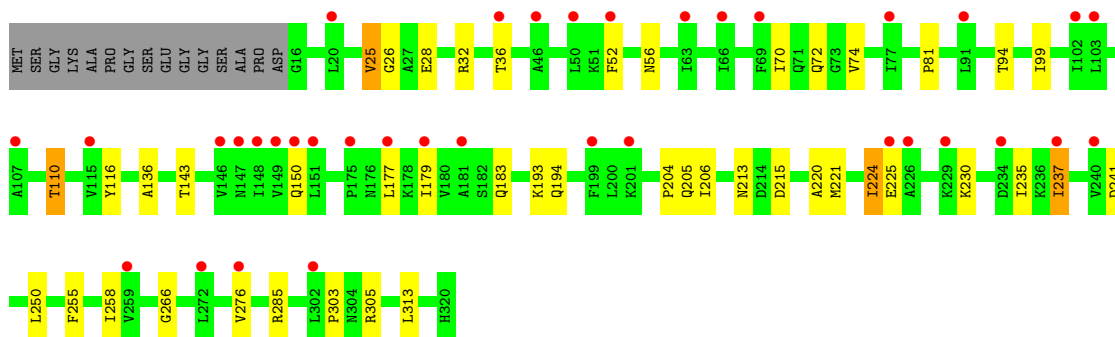 MET SER GLY LYS ALA PRO GLY SER GLU GLY GLY SER ALA PRO ASP G16 L20 V25 G26 A27 E28 R32 T36 A46 L50 K51 F52 N56 I63 I66 F69 I70 Q71 Q72 G73 V74 I77 P81 L91 T94 I99 I102 L103
A107 T110 V115 Y116 A136 T143 V146 N147 I148 V149 Q150 L151 P175 N176 L177 K178 I179 V180 A181 S182 Q183 K193 Q194 F199 L200 K201 P204 Q205 I206 N213 D214 D215 A220 M221 I224 E225 A226 K229 K230 D234 I235 K236 I237 V240
L250 F255 I258 V259 G266 L272 V276 R285 L302 P303 N304 R305 L313 H320